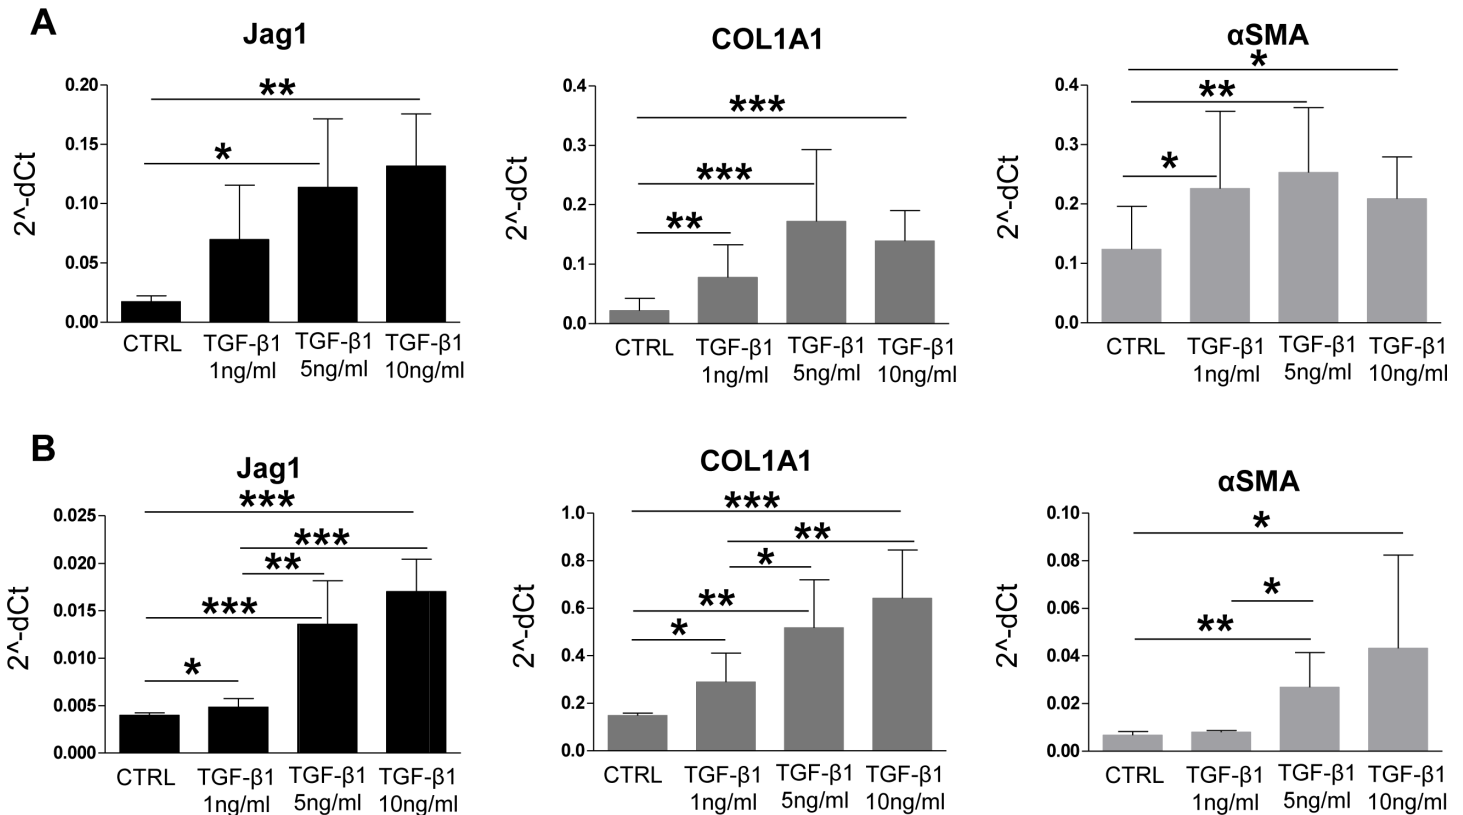 A
Jag1
**
*
0.20
0.15
0.10
0.05
0.00
2^-dCt
CTRL
TGF-β1
1ng/ml
TGF-β1
5ng/ml
TGF-β1
10ng/ml
COL1A1
***
***
**
0.4
0.3
0.2
0.1
0.0
2^-dCt
CTRL
TGF-β1
1ng/ml
TGF-β1
5ng/ml
TGF-β1
10ng/ml
αSMA
*
**
*
0.4
0.3
0.2
0.1
0.0
2^-dCt
CTRL
TGF-β1
1ng/ml
TGF-β1
5ng/ml
TGF-β1
10ng/ml
B
Jag1
***
***
**
***
*
0.025
0.020
0.015
0.010
0.005
0.000
2^-dCt
CTRL
TGF-β1
1ng/ml
TGF-β1
5ng/ml
TGF-β1
10ng/ml
COL1A1
***
**
*
**
*
1.0
0.8
0.6
0.4
0.2
0.0
2^-dCt
CTRL
TGF-β1
1ng/ml
TGF-β1
5ng/ml
TGF-β1
10ng/ml
αSMA
*
*
**
0.10
0.08
0.06
0.04
0.02
0.00
2^-dCt
CTRL
TGF-β1
1ng/ml
TGF-β1
5ng/ml
TGF-β1
10ng/ml